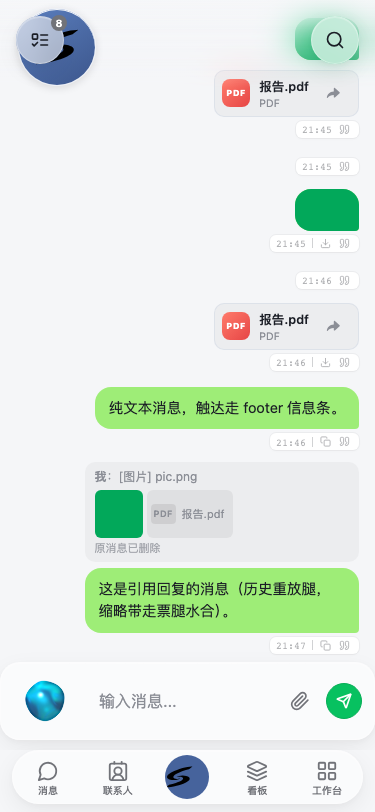 8
PDF 报告.pdf
PDF
21:45
21:45
21:45
21:46
PDF 报告.pdf
PDF
21:46
纯文本消息，触达走 footer 信息条。
21:46
我：[图片] pic.png
PDF 报告.pdf
原消息已删除
这是引用回复的消息（历史重放腿，
缩略带走票腿水合）。
21:47
输入消息...
消息 联系人 看板 工作台